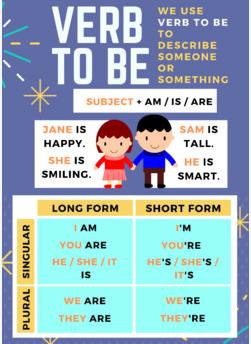 VERB
TO BE
WE USE
VERB TO BE
TO
DESCRIBE
SOMEONE
OR
SOMETHING
SUBJECT + AM / IS / ARE
JANE IS
HAPPY.
SHE IS
SMILING.
SAM IS
TALL.
HE IS
SMART.
LONG FORM
SHORT FORM
SINGULAR
I AM
YOU ARE
HE / SHE / IT
IS
I'M
YOU'RE
HE'S / SHE'S /
IT'S
PLURAL
WE ARE
THEY ARE
WE'RE
THEY'RE